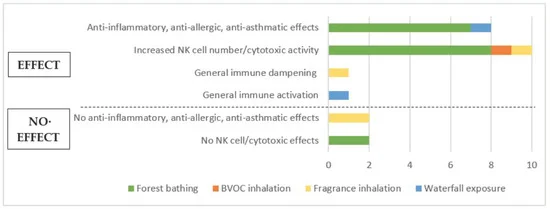 Anti-inflammatory, anti-allergic, anti-asthmatic effects
Increased NK cell number/cytotoxic activity
EFFECT
General immune dampening
General immune activation
NO-
EFFECT
No anti-inflammatory, anti-allergic, anti-asthmatic effects
No NK cell/cytotoxic effects
0 2 4 6 8 10
Forest bathing BVOC inhalation Fragrance inhalation Waterfall exposure